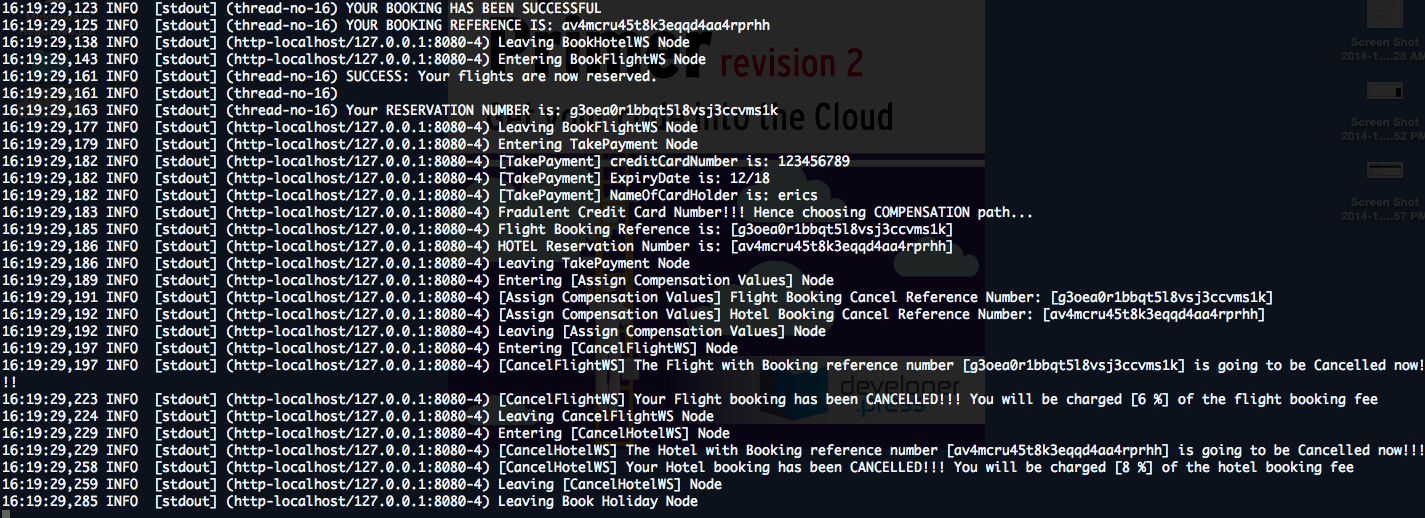 16:19:29,123 INFO  [stdout] (thread-no-16) YOUR BOOKING HAS BEEN SUCCESSFUL
16:19:29,125 INFO  [stdout] (thread-no-16) YOUR BOOKING REFERENCE IS: av4mcru45t8k3eqqd4aa4rprhh
16:19:29,138 INFO  [stdout] (http-localhost/127.0.0.1:8080-4) Leaving BookHotelWS Node
16:19:29,143 INFO  [stdout] (http-localhost/127.0.0.1:8080-4) Entering BookFlightWS Node
16:19:29,161 INFO  [stdout] (thread-no-16) SUCCESS: Your flights are now reserved.
16:19:29,161 INFO  [stdout] (thread-no-16)
16:19:29,163 INFO  [stdout] (thread-no-16) Your RESERVATION NUMBER is: g3oea0r1bbqt5l8vsj3ccvms1k
16:19:29,177 INFO  [stdout] (http-localhost/127.0.0.1:8080-4) Leaving BookFlightWS Node
16:19:29,179 INFO  [stdout] (http-localhost/127.0.0.1:8080-4) Entering TakePayment Node
16:19:29,182 INFO  [stdout] (http-localhost/127.0.0.1:8080-4) [TakePayment] creditCardNumber is: 123456789
16:19:29,182 INFO  [stdout] (http-localhost/127.0.0.1:8080-4) [TakePayment] ExpiryDate is: 12/18
16:19:29,182 INFO  [stdout] (http-localhost/127.0.0.1:8080-4) [TakePayment] NameOfCardHolder is: erics
16:19:29,183 INFO  [stdout] (http-localhost/127.0.0.1:8080-4) Fradulent Credit Card Number!!! Hence choosing COMPENSATION path...
16:19:29,185 INFO  [stdout] (http-localhost/127.0.0.1:8080-4) Flight Booking Reference is: [g3oea0r1bbqt5l8vsj3ccvms1k]
16:19:29,186 INFO  [stdout] (http-localhost/127.0.0.1:8080-4) HOTEL Reservation Number is: [av4mcru45t8k3eqqd4aa4rprhh]
16:19:29,186 INFO  [stdout] (http-localhost/127.0.0.1:8080-4) Leaving TakePayment Node
16:19:29,189 INFO  [stdout] (http-localhost/127.0.0.1:8080-4) Entering [Assign Compensation Values] Node
16:19:29,191 INFO  [stdout] (http-localhost/127.0.0.1:8080-4) [Assign Compensation Values] Flight Booking Cancel Reference Number: [g3oea0r1bbqt5l8vsj3ccvms1k]
16:19:29,192 INFO  [stdout] (http-localhost/127.0.0.1:8080-4) [Assign Compensation Values] Hotel Booking Cancel Reference Number: [av4mcru45t8k3eqqd4aa4rprhh]
16:19:29,192 INFO  [stdout] (http-localhost/127.0.0.1:8080-4) Leaving [Assign Compensation Values] Node
16:19:29,197 INFO  [stdout] (http-localhost/127.0.0.1:8080-4) Entering [CancelFlightWS] Node
16:19:29,197 INFO  [stdout] (http-localhost/127.0.0.1:8080-4) [CancelFlightWS] The Flight with Booking reference number [g3oea0r1bbqt5l8vsj3ccvms1k] is going to be Cancelled now!
!!
16:19:29,223 INFO  [stdout] (http-localhost/127.0.0.1:8080-4) [CancelFlightWS] Your Flight booking has been CANCELLED!!! You will be charged [6 %] of the flight booking fee
16:19:29,224 INFO  [stdout] (http-localhost/127.0.0.1:8080-4) Leaving CancelFlightWS Node
16:19:29,229 INFO  [stdout] (http-localhost/127.0.0.1:8080-4) Entering [CancelHotelWS] Node
16:19:29,229 INFO  [stdout] (http-localhost/127.0.0.1:8080-4) [CancelHotelWS] The Hotel with Booking reference number [av4mcru45t8k3eqqd4aa4rprhh] is going to be Cancelled now!!!
16:19:29,258 INFO  [stdout] (http-localhost/127.0.0.1:8080-4) [CancelHotelWS] Your Hotel booking has been CANCELLED!!! You will be charged [8 %] of the hotel booking fee
16:19:29,259 INFO  [stdout] (http-localhost/127.0.0.1:8080-4) Leaving [CancelHotelWS] Node
16:19:29,285 INFO  [stdout] (http-localhost/127.0.0.1:8080-4) Leaving Book Holiday Node
Primer revision 2
into the Cloud
developer
.press
Screen Shot
2014-1....28 AM
Screen Shot
2014-1....52 PM
Screen Shot
2014-1....57 PM